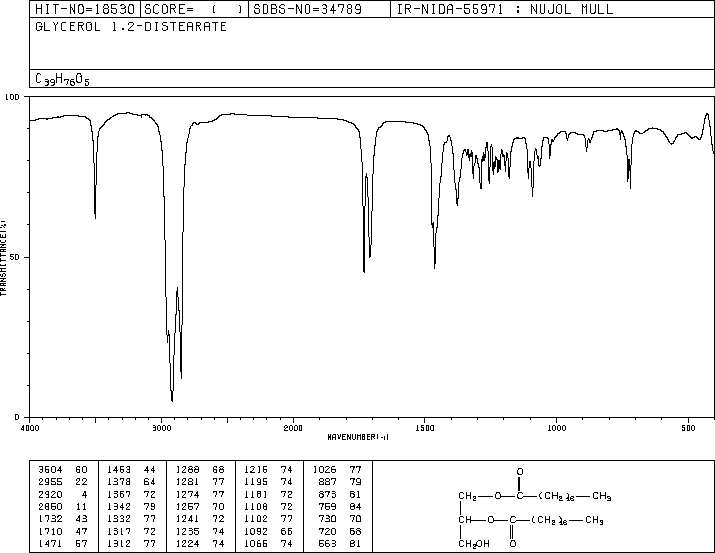 HIT-NO=18530 SCORE= ( ) SDBS-NO=34789 IR-NIDA-55971 : NUJOL MULL
GLYCEROL 1.2-DISTEARATE
C39H76O5
100
50
0
TRANSMITTANCE(%)
4000 3000 2000 1500 1000 500
WAVENUMBER(-1)
3504 60 1463 44 1288 68 1215 74 1026 77
2955 22 1378 64 1281 77 1195 74 887 79
2920 4 1367 72 1274 77 1181 72 873 81
2850 11 1342 79 1267 70 1108 72 759 84
1732 43 1332 77 1241 72 1102 77 730 70
1710 47 1317 72 1235 74 1092 66 720 68
1471 57 1312 77 1224 74 1066 74 563 81
O
CH2—O—C—(CH2)16—CH3
CH—O—C—(CH2)16—CH3
CH2OH O